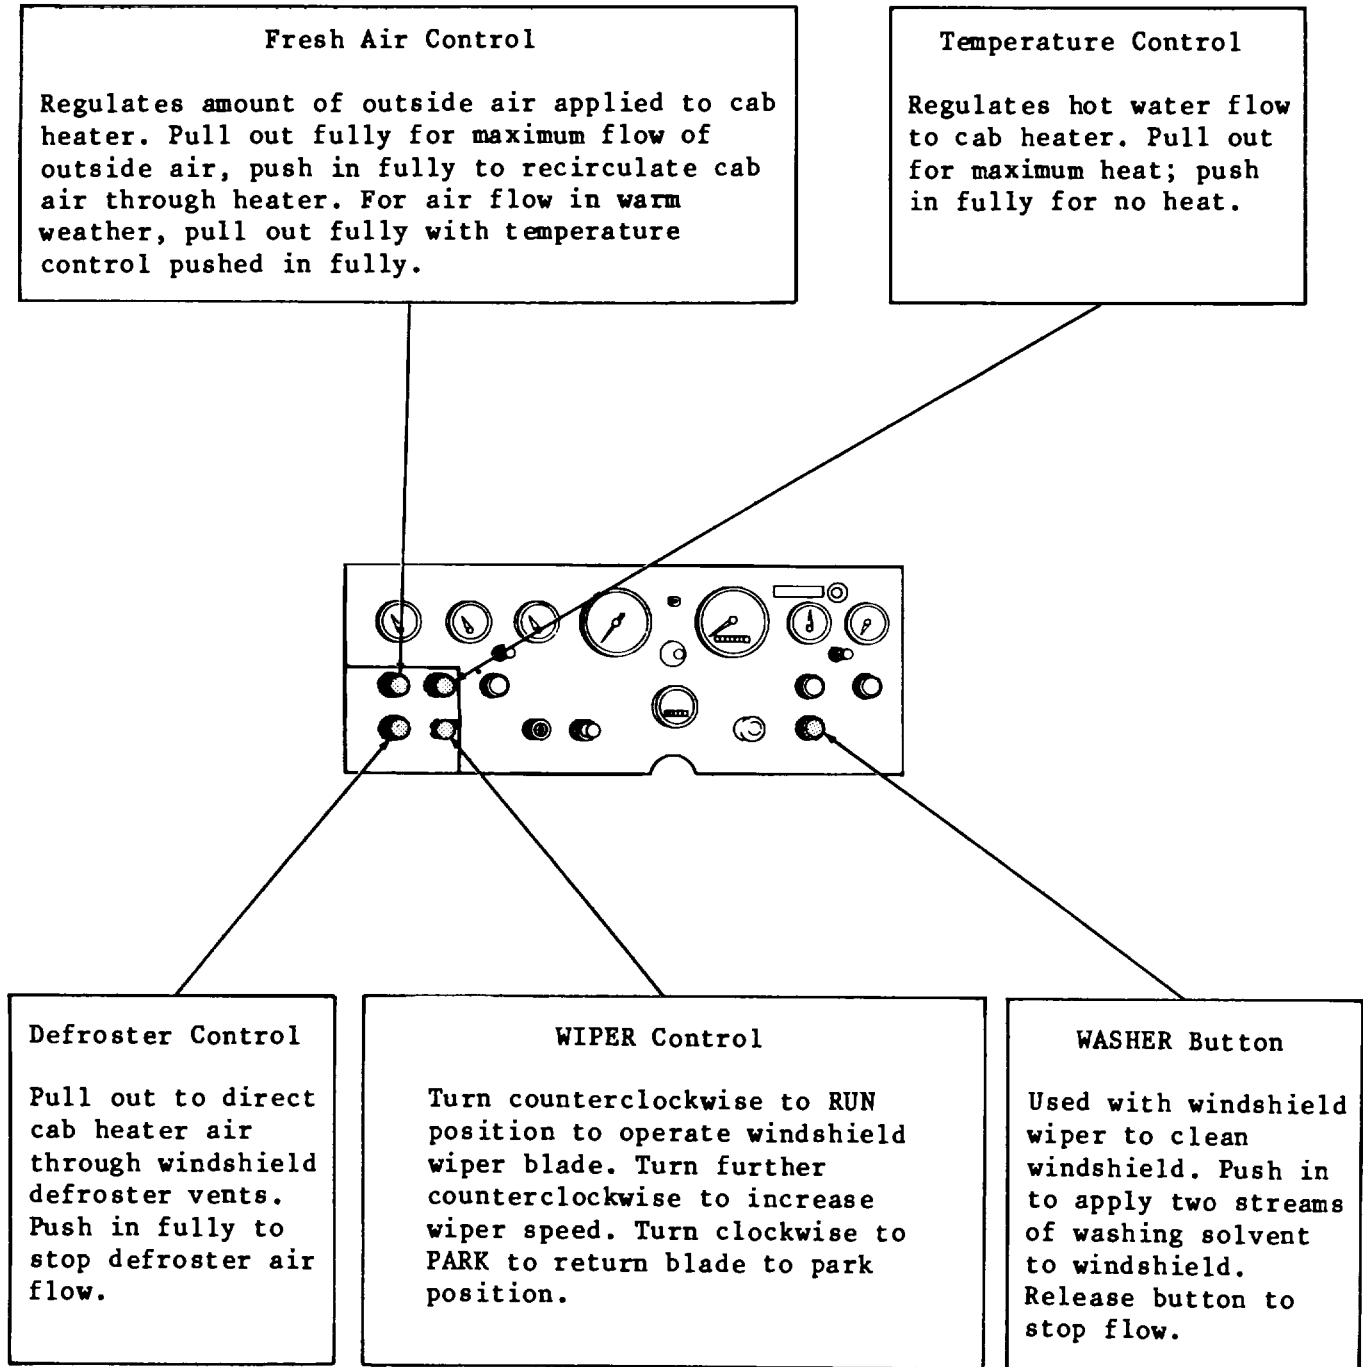 Fresh Air Control
Regulates amount of outside air applied to cab
heater. Pull out fully for maximum flow of
outside air, push in fully to recirculate cab
air through heater. For air flow in warm
weather, pull out fully with temperature
control pushed in fully.
Temperature Control
Regulates hot water flow
to cab heater. Pull out
for maximum heat; push
in fully for no heat.
Defroster Control
Pull out to direct
cab heater air
through windshield
defroster vents.
Push in fully to
stop defroster air
flow.
WIPER Control
Turn counterclockwise to RUN
position to operate windshield
wiper blade. Turn further
counterclockwise to increase
wiper speed. Turn clockwise to
PARK to return blade to park
position.
WASHER Button
Used with windshield
wiper to clean
windshield. Push in
to apply two streams
of washing solvent
to windshield.
Release button to
stop flow.